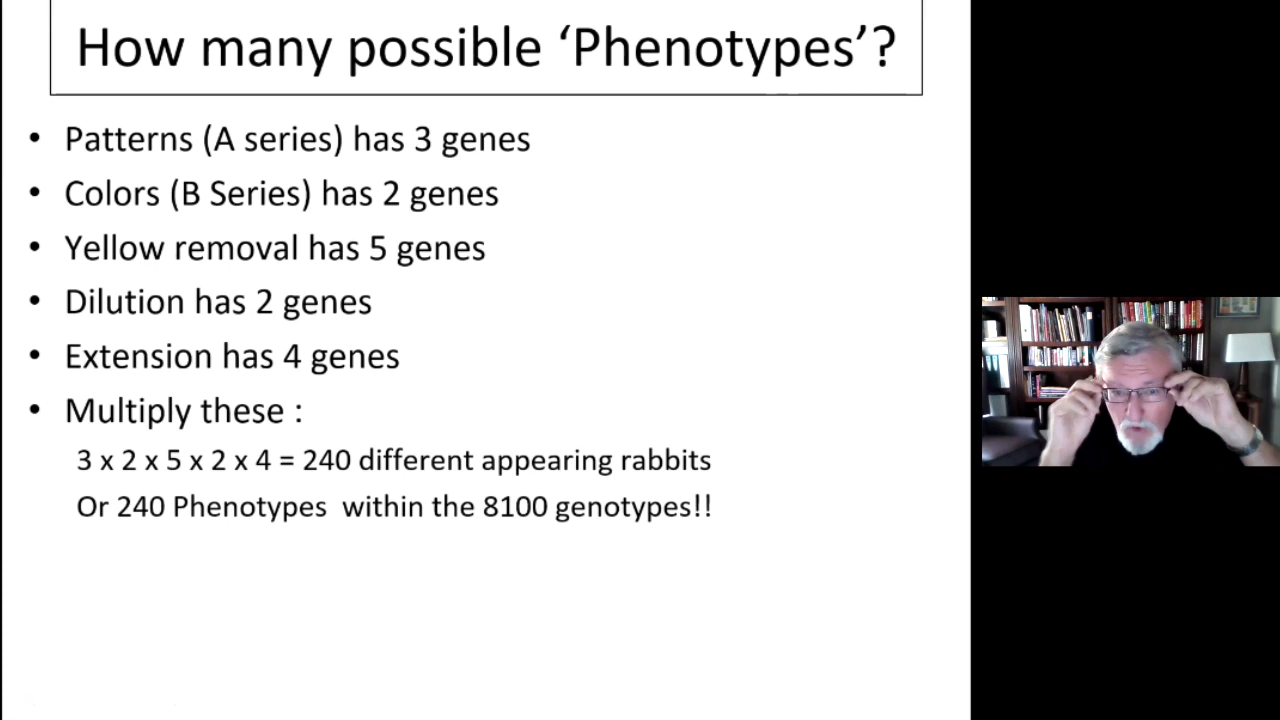 How many possible ‘Phenotypes’?
• Patterns (A series) has 3 genes
• Colors (B Series) has 2 genes
• Yellow removal has 5 genes
• Dilution has 2 genes
• Extension has 4 genes
• Multiply these :
3 x 2 x 5 x 2 x 4 = 240 different appearing rabbits
Or 240 Phenotypes  within the 8100 genotypes!!